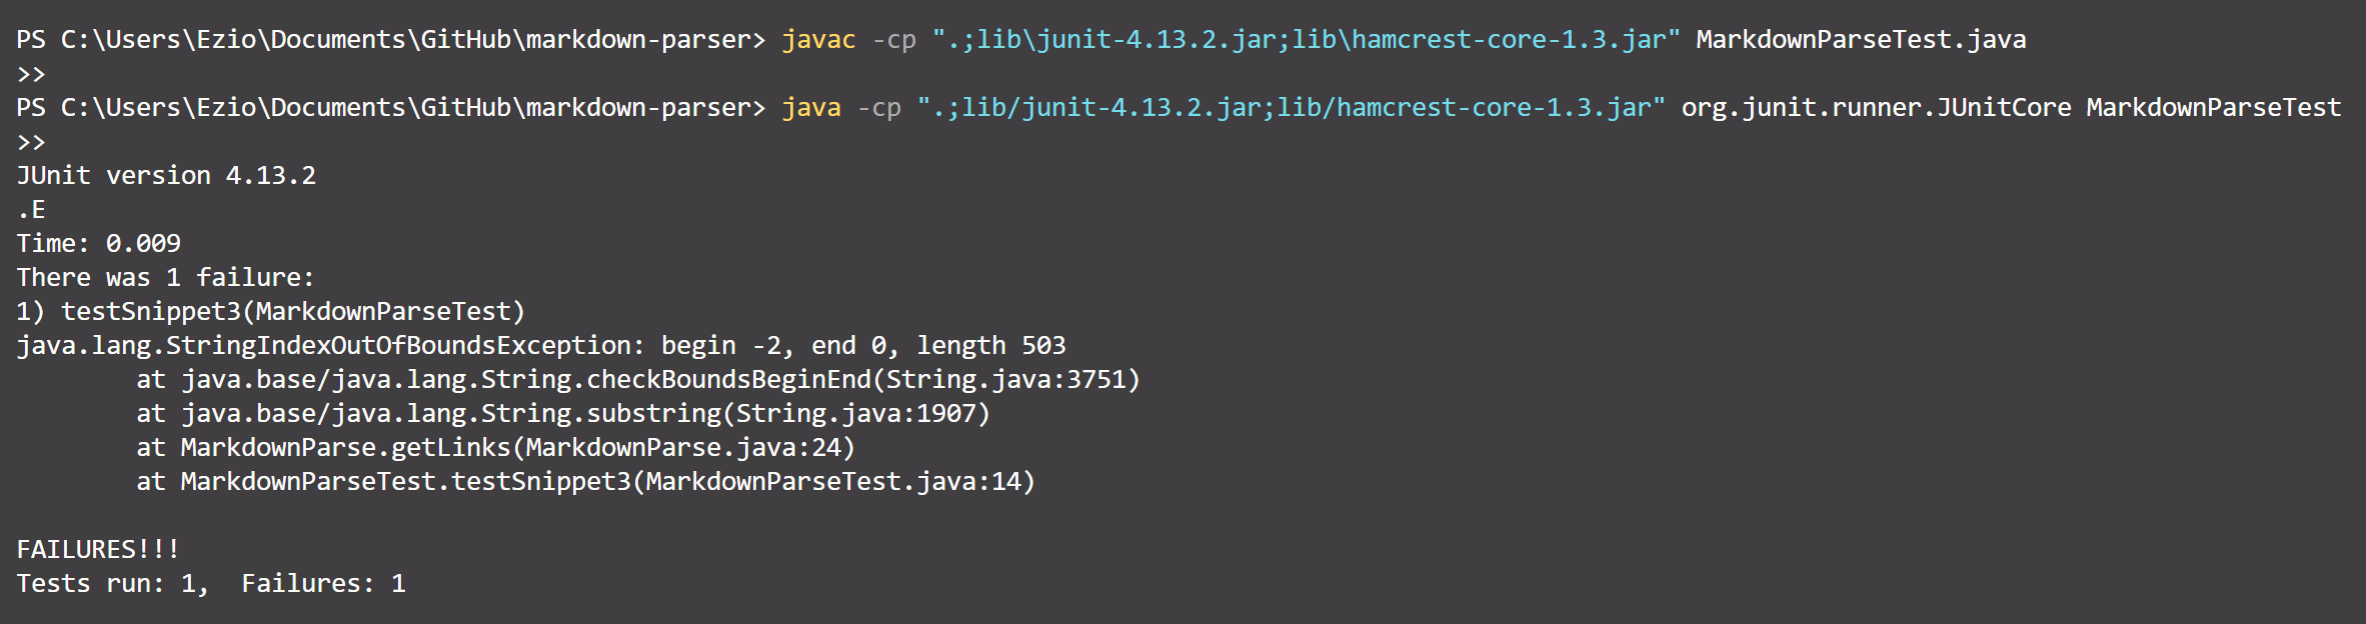 PS C:\Users\Ezio\Documents\GitHub\markdown-parser> javac -cp ".;lib\junit-4.13.2.jar;lib\hamcrest-core-1.3.jar" MarkdownParseTest.java
>>
PS C:\Users\Ezio\Documents\GitHub\markdown-parser> java -cp ".;lib/junit-4.13.2.jar;lib/hamcrest-core-1.3.jar" org.junit.runner.JUnitCore MarkdownParseTest
>>
JUnit version 4.13.2
.E
Time: 0.009
There was 1 failure:
1) testSnippet3(MarkdownParseTest)
java.lang.StringIndexOutOfBoundsException: begin -2, end 0, length 503
        at java.base/java.lang.String.checkBoundsBeginEnd(String.java:3751)
        at java.base/java.lang.String.substring(String.java:1907)
        at MarkdownParse.getLinks(MarkdownParse.java:24)
        at MarkdownParseTest.testSnippet3(MarkdownParseTest.java:14)

FAILURES!!!
Tests run: 1,  Failures: 1